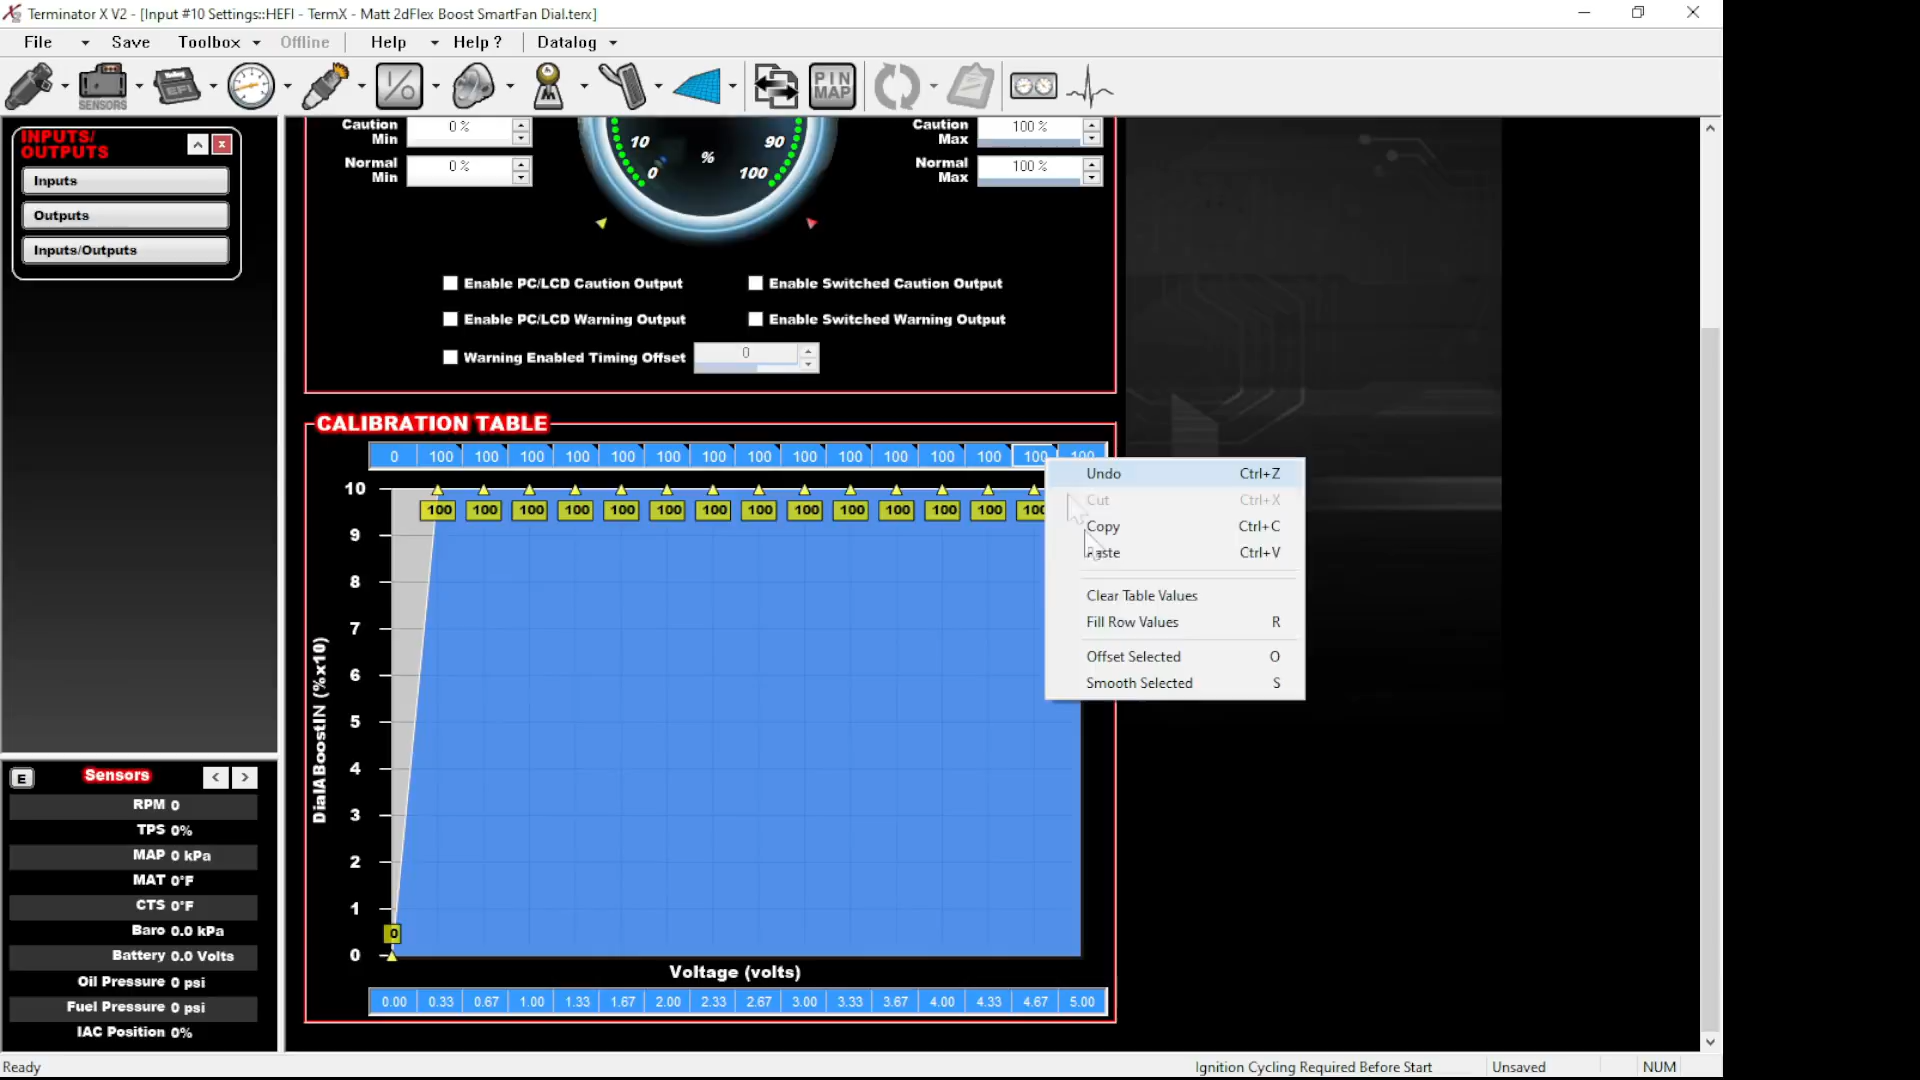 Terminator X V2 - [Input #10 Settings::HEFI - TermX - Matt 2dFlex Boost SmartFan Dial.terx]
File Save Toolbox Offline Help Help ? Datalog
SENSORS EFI I/O PIN MAP
INPUTS/
OUTPUTS
Inputs
Outputs
Inputs/Outputs
Caution Min 0 %
Normal Min 0 %
10 90
%
0 100
Caution Max 100 %
Normal Max 100 %
Enable PC/LCD Caution Output
Enable Switched Caution Output
Enable PC/LCD Warning Output
Enable Switched Warning Output
Warning Enabled Timing Offset 0
CALIBRATION TABLE
0 100 100 100 100 100 100 100 100 100 100 100 100 100 100 100
10
9
8
7
6
5
4
3
2
1
0
100 100 100 100 100 100 100 100 100 100 100 100 100 100
0
DialABoostIN (%x10)
Voltage (volts)
0.00 0.33 0.67 1.00 1.33 1.67 2.00 2.33 2.67 3.00 3.33 3.67 4.00 4.33 4.67 5.00
Undo Ctrl+Z
Cut Ctrl+X
Copy Ctrl+C
Paste Ctrl+V
Clear Table Values
Fill Row Values R
Offset Selected O
Smooth Selected S
E Sensors < >
RPM 0
TPS 0%
MAP 0 kPa
MAT 0°F
CTS 0°F
Baro 0.0 kPa
Battery 0.0 Volts
Oil Pressure 0 psi
Fuel Pressure 0 psi
IAC Position 0%
Ready
Ignition Cycling Required Before Start
Unsaved
NUM